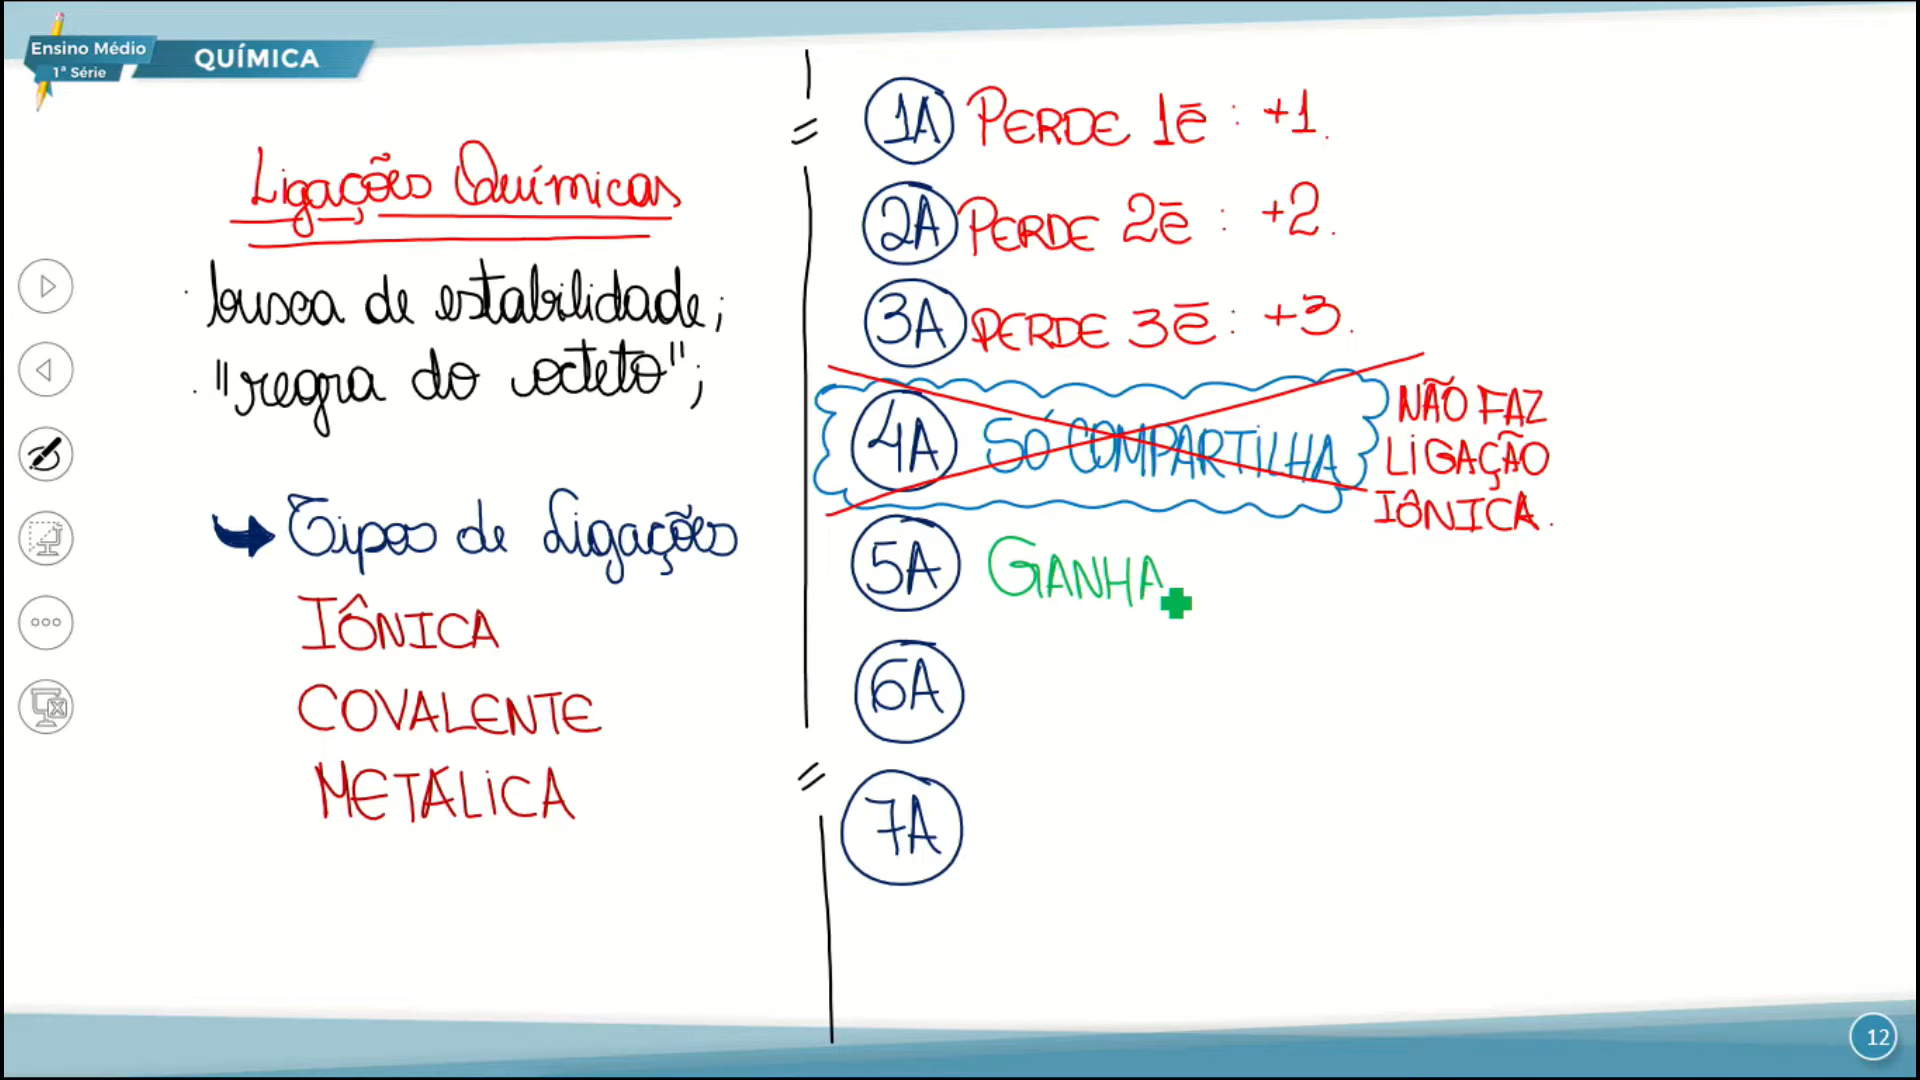 Ensino Médio
1ª Série
QUÍMICA
Ligações Químicas
busca de estabilidade;
"regra do octeto";
Tipos de Ligações
IÔNICA
COVALENTE
METÁLICA
1A PERDE 1ē : +1.
2A PERDE 2ē : +2.
3A PERDE 3ē : +3.
4A SÓ COMPARTILHA
NÃO FAZ
LIGAÇÃO
IÔNICA.
5A GANHA
6A
7A
12